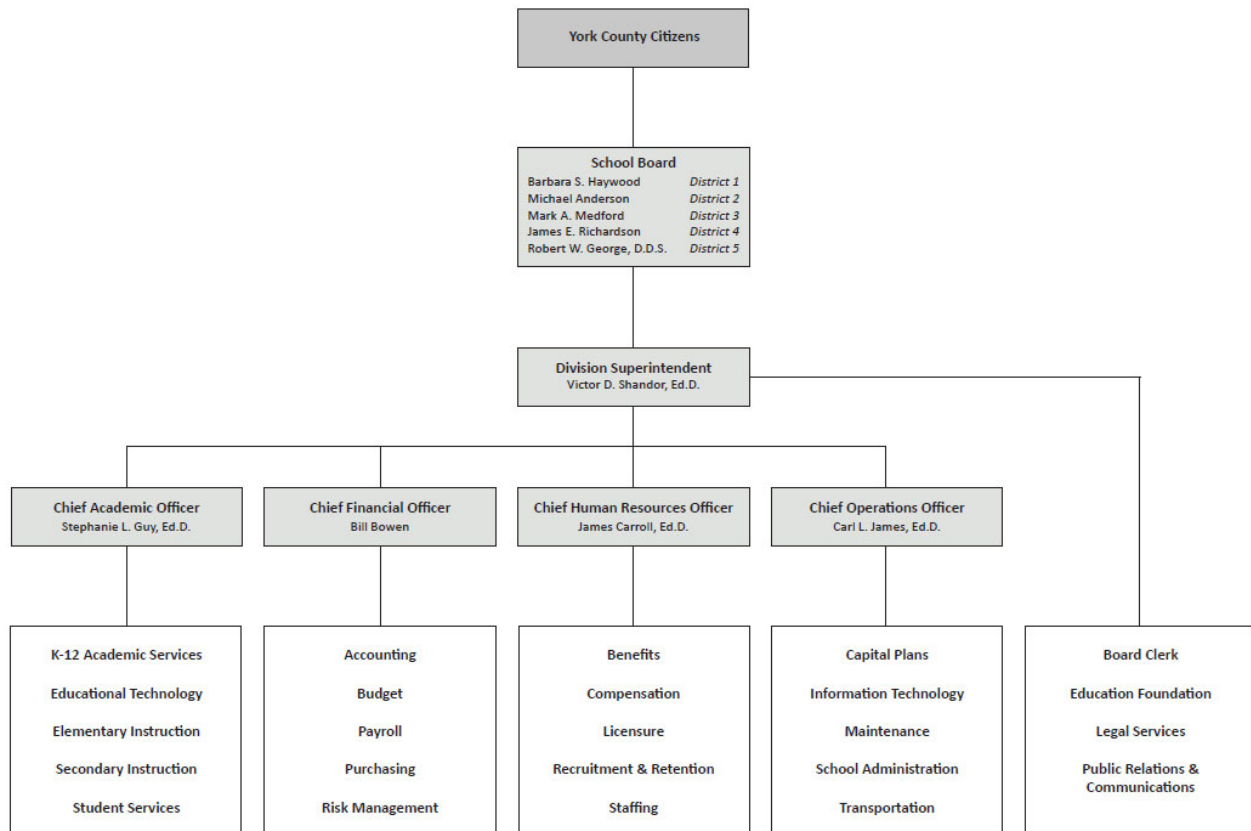 York County Citizens
School Board
Barbara S. Haywood District 1
Michael Anderson District 2
Mark A. Medford District 3
James E. Richardson District 4
Robert W. George, D.D.S. District 5
Division Superintendent
Victor D. Shandor, Ed.D.
Chief Academic Officer
Stephanie L. Guy, Ed.D.
Chief Financial Officer
Bill Bowen
Chief Human Resources Officer
James Carroll, Ed.D.
Chief Operations Officer
Carl L. James, Ed.D.
K-12 Academic Services
Educational Technology
Elementary Instruction
Secondary Instruction
Student Services
Accounting
Budget
Payroll
Purchasing
Risk Management
Benefits
Compensation
Licensure
Recruitment & Retention
Staffing
Capital Plans
Information Technology
Maintenance
School Administration
Transportation
Board Clerk
Education Foundation
Legal Services
Public Relations &
Communications